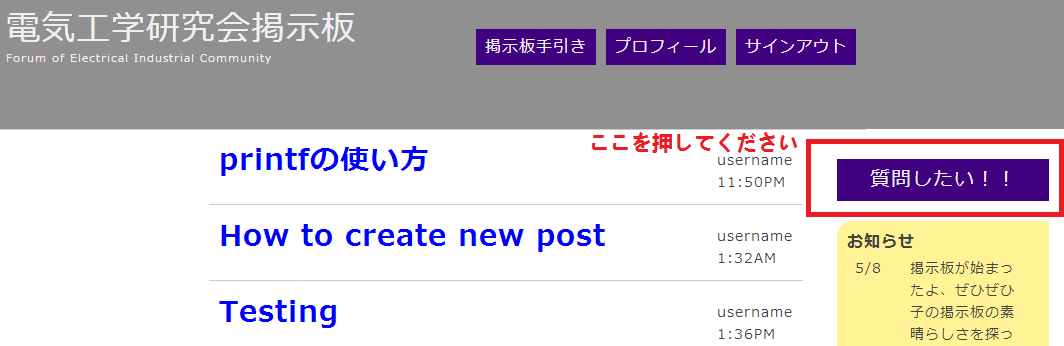 電気工学研究会掲示板
Forum of Electrical Industrial Community
掲示板手引き
プロフィール
サインアウト
ここを押してください
printfの使い方
username
11:50PM
How to create new post
username
1:32AM
Testing
username
1:36PM
質問したい！！
お知らせ
5/8
掲示板が始まっ
たよ、ぜひぜひ
子の掲示板の素
晴らしさを探っ